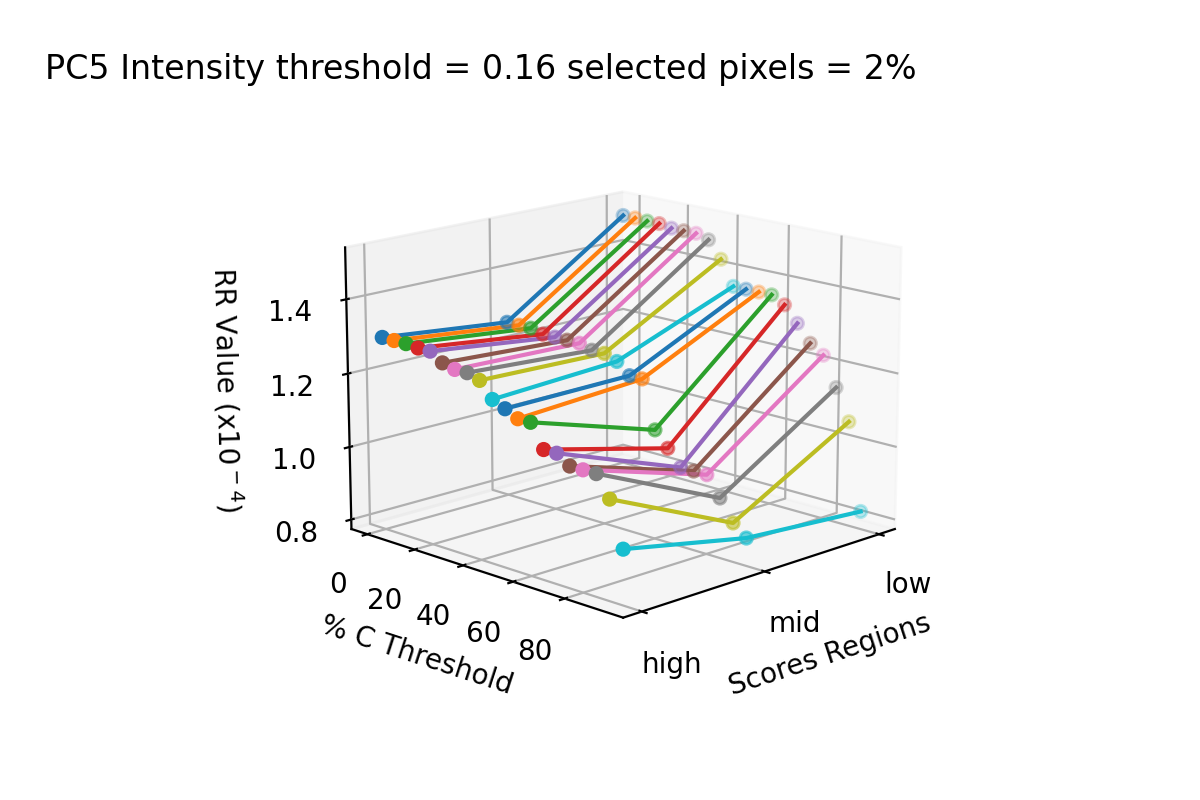 PC5 Intensity threshold = 0.16 selected pixels = 2%
RR Value (x10⁻⁴)
1.4
1.2
1.0
0.8
0
20
40
60
80
% C Threshold
high
mid
low
Scores Regions